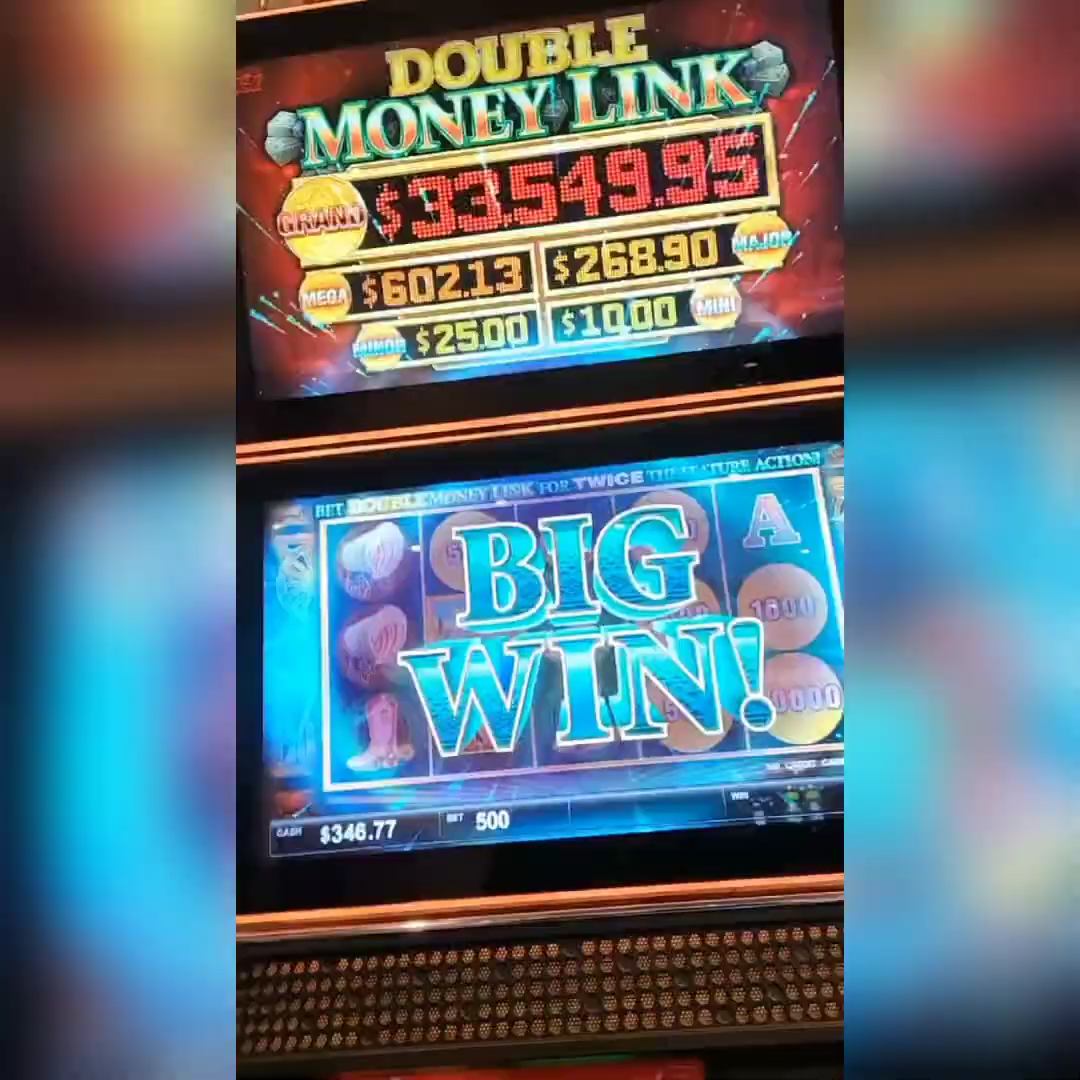 DOUBLE
MONEY LINK
GRAND $33,549.95
MEGA $602.13 $268.90 MAJOR
MINOR $25.00 $10.00 MINI
BET DOUBLE MONEY LINK FOR TWICE THE FEATURE ACTION!
A
BIG
1600
WIN!
0000
CASH $346.77 BET 500 WIN